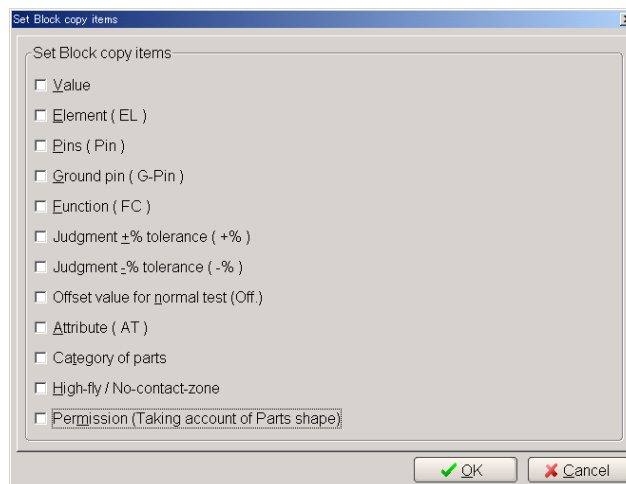 Set Block copy items
Set Block copy items
Value
Element ( EL )
Pins ( Pin )
Ground pin ( G-Pin )
Function ( FC )
Judgment +% tolerance ( +% )
Judgment -% tolerance ( -% )
Offset value for normal test (Off.)
Attribute ( AT )
Category of parts
High-fly / No-contact-zone
Permission (Taking account of Parts shape)
OK
Cancel